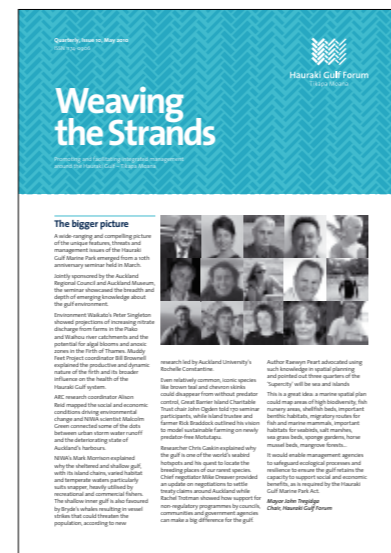 Quarterly, Issue 10, May 2010
Hauraki Gulf Forum
Tikapa Moana
Weaving
the Strands
Promoting and facilitating integrated management
around the Hauraki Gulf – Tikapa Moana
The bigger picture
A wide-ranging and compelling picture
of the unique features, threats and
management issues of the Hauraki
Gulf Marine Park emerged from a 10th
anniversary seminar held in March.
Jointly sponsored by the Auckland
Regional Council and Auckland Museum,
the seminar showcased the breadth and
depth of emerging knowledge about
the gulf environment.
Environment Waikato's Peter Singleton
showed projections of increasing nitrate
discharge from farms in the Piako
and Waihou river catchments and the
potential for algal blooms and anoxic
zones in the Firth of Thames. Muddy
Feet Project coordinator Bill Brownell
explained the productive and dynamic
nature of the firth and its broader
influence on the health of the
Hauraki Gulf system.
ARC research coordinator Alison
Reid mapped the social and economic
conditions driving environmental
change and NIWA scientist Malcolm
Green connected some of the dots
between urban storm water runoff
and the deteriorating state of
Auckland's harbours.
NIWA's Mark Morrison explained
why the sheltered and shallow gulf,
with its island chains, varied habitat
and temperate waters particularly
suits snapper, heavily utilised by
recreational and commercial fishers.
The shallow inner gulf is also favoured
by Bryde's whales resulting in vessel
strikes that could threaten the
population, according to new
research led by Auckland University's
Rochelle Constantine.
Even relatively common, iconic species
like brown teal and chevron skinks
could disappear from without predator
control, Great Barrier Island Charitable
Trust chair John Ogden told 170 seminar
participants, while island trustee and
farmer Rick Braddock outlined his vision
to model sustainable farming on newly
predator-free Motutapu.
Researcher Chris Gaskin explained why
the gulf is one of the world's seabird
hotspots and his quest to locate the
breeding places of our rarest species.
Chief negotiator Mike Dreaver provided
an update on negotiations to settle
treaty claims around Auckland while
Rachel Trotman showed how support for
non-regulatory programmes by councils,
communities and government agencies
can make a big difference for the gulf.
Author Raewyn Peart advocated using
such knowledge in spatial planning
and pointed out three quarters of the
'Supercity' will be sea and islands
This is a great idea: a marine spatial plan
could map areas of high biodiversity, fish
nursery areas, shellfish beds, important
benthic habitats, migratory routes for
fish and marine mammals, important
habitats for seabirds, salt marshes,
sea grass beds, sponge gardens, horse
mussel beds, mangrove forests...
It would enable management agencies
to safeguard ecological processes and
resilience to ensure the gulf retains the
capacity to support social and economic
benefits, as is required by the Hauraki
Gulf Marine Park Act.
Mayor John Tregidga
Chair, Hauraki Gulf Forum